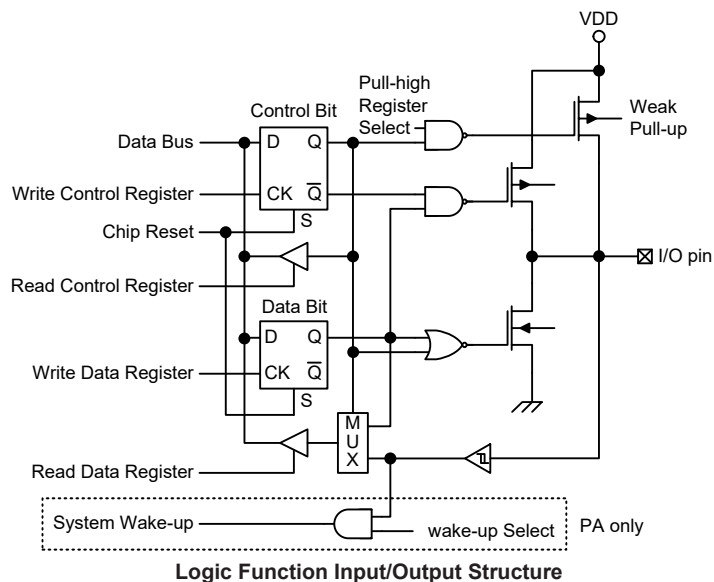 VDD
Pull-high
Register
Select
Control Bit
Weak
Pull-up
Data Bus
D
Q
Write Control Register
CK
Q̅
S
Chip Reset
I/O pin
Read Control Register
Data Bit
D
Q
Write Data Register
CK
Q̅
S
M
U
X
Read Data Register
System Wake-up
wake-up Select
PA only
Logic Function Input/Output Structure